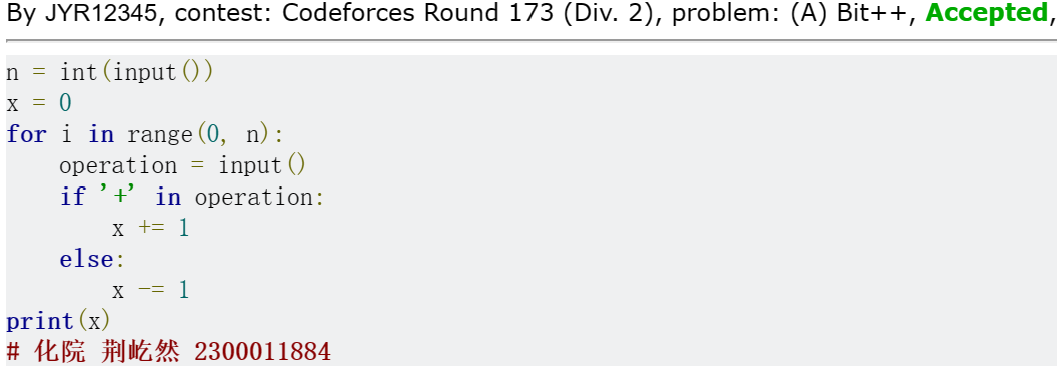 By JYR12345, contest: Codeforces Round 173 (Div. 2), problem: (A) Bit++, Accepted,
n = int(input())
x = 0
for i in range(0, n):
    operation = input()
    if '+' in operation:
        x += 1
    else:
        x -= 1
print(x)
# 化院 荆屹然 2300011884